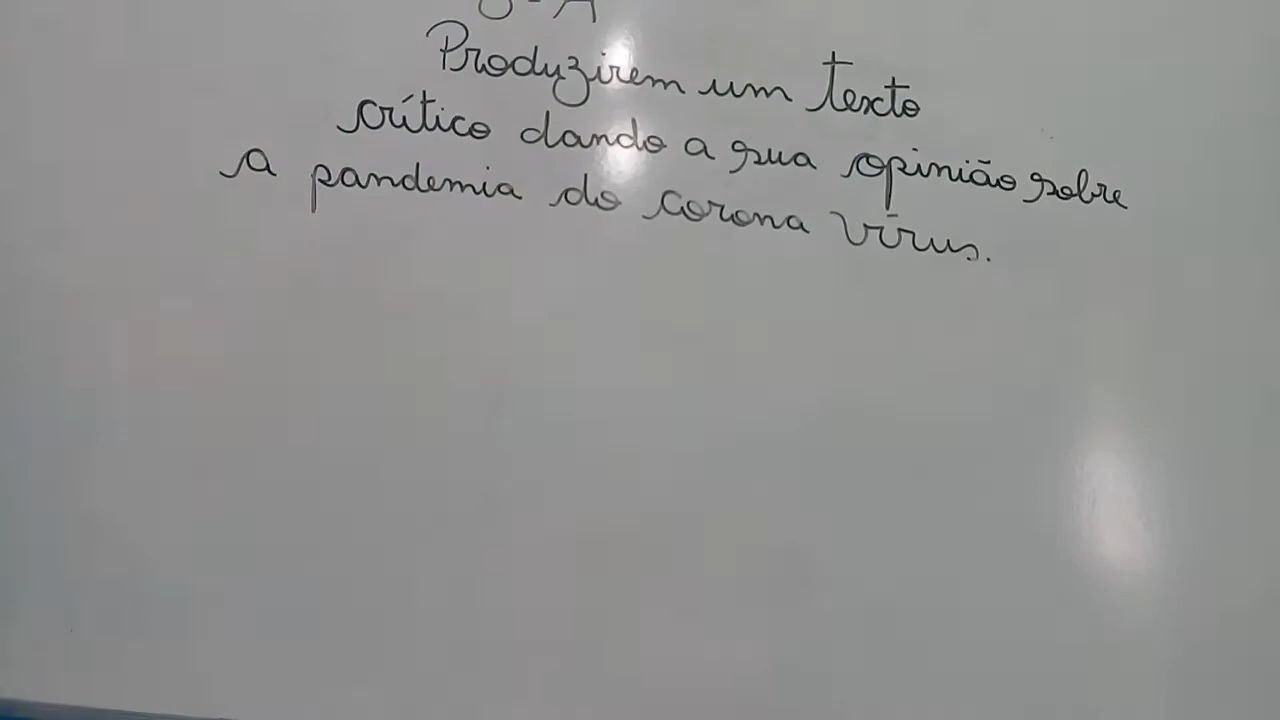 Produzirem um texto
crítico dando a sua opinião sobre
a pandemia do corona vírus.